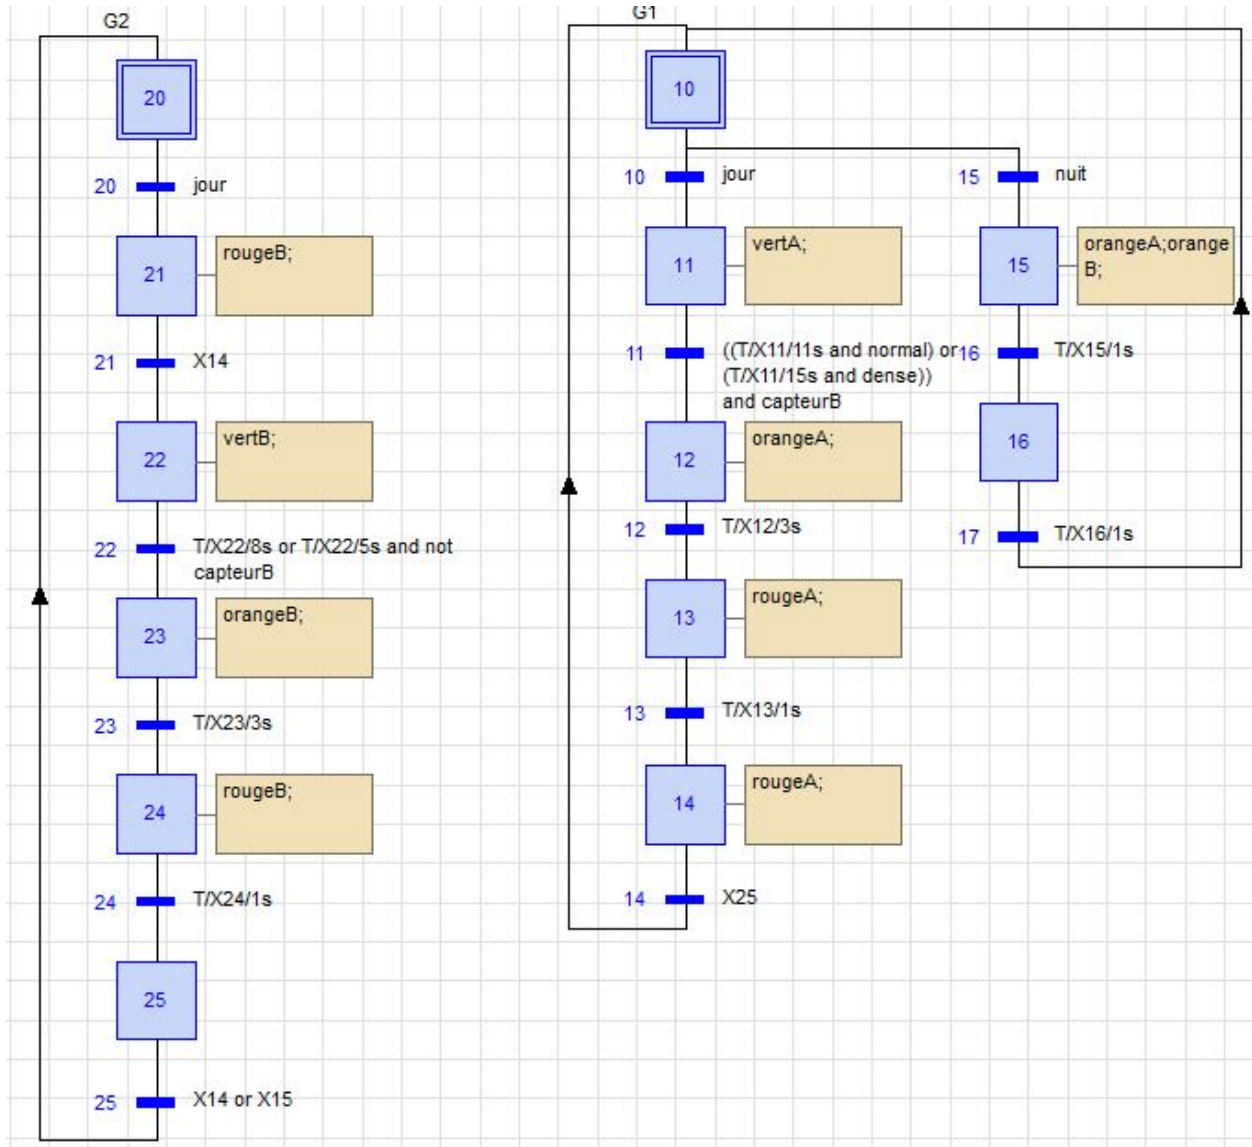 G2
20
20 jour
21
rougeB;
21 X14
22
vertB;
22 T/X22/8s or T/X22/5s and not
capteurB
23
orangeB;
23 T/X23/3s
24
rougeB;
24 T/X24/1s
25
25 X14 or X15
G1
10
10 jour
11
vertA;
11 ((T/X11/11s and normal) or
(T/X11/15s and dense))
and capteurB
12
orangeA;
12 T/X12/3s
13
rougeA;
13 T/X13/1s
14
rougeA;
14 X25
15 nuit
15
orangeA;orange
B;
16 T/X15/1s
16
17 T/X16/1s